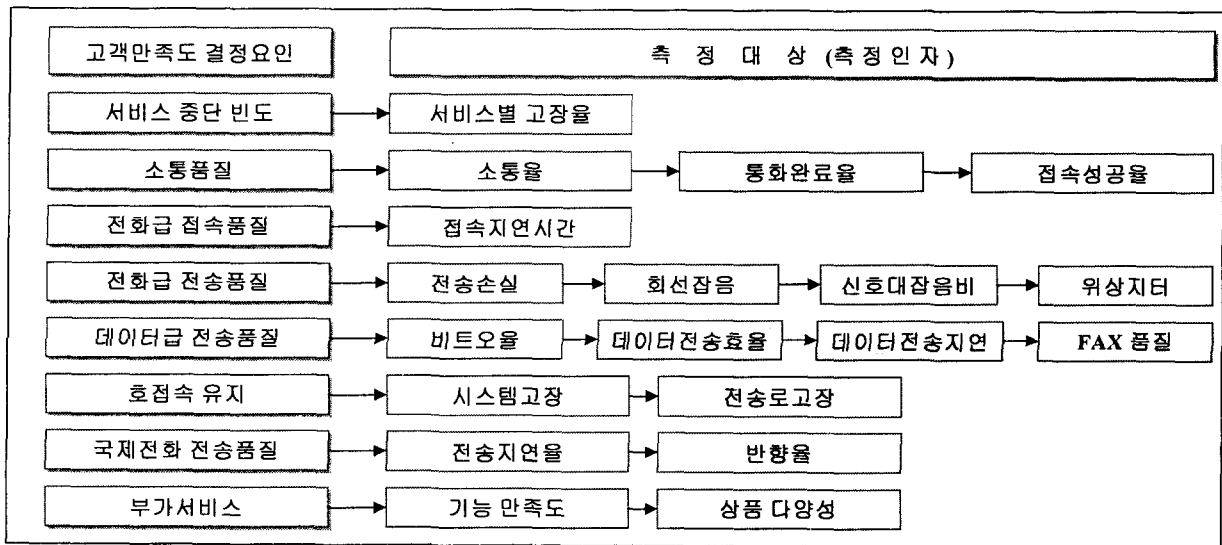 고객만족도 결정요인 측 정 대 상 (측정인자)
서비스 중단 빈도 서비스별 고장율
소통품질 소통율 통화완료율 접속성공율
전화급 접속품질 접속지연시간
전화급 전송품질 전송손실 회선잡음 신호대잡음비 위상지터
데이터급 전송품질 비트오율 데이터전송효율 데이터전송지연 FAX 품질
호접속 유지 시스템고장 전송로고장
국제전화 전송품질 전송지연율 반향율
부가서비스 기능 만족도 상품 다양성